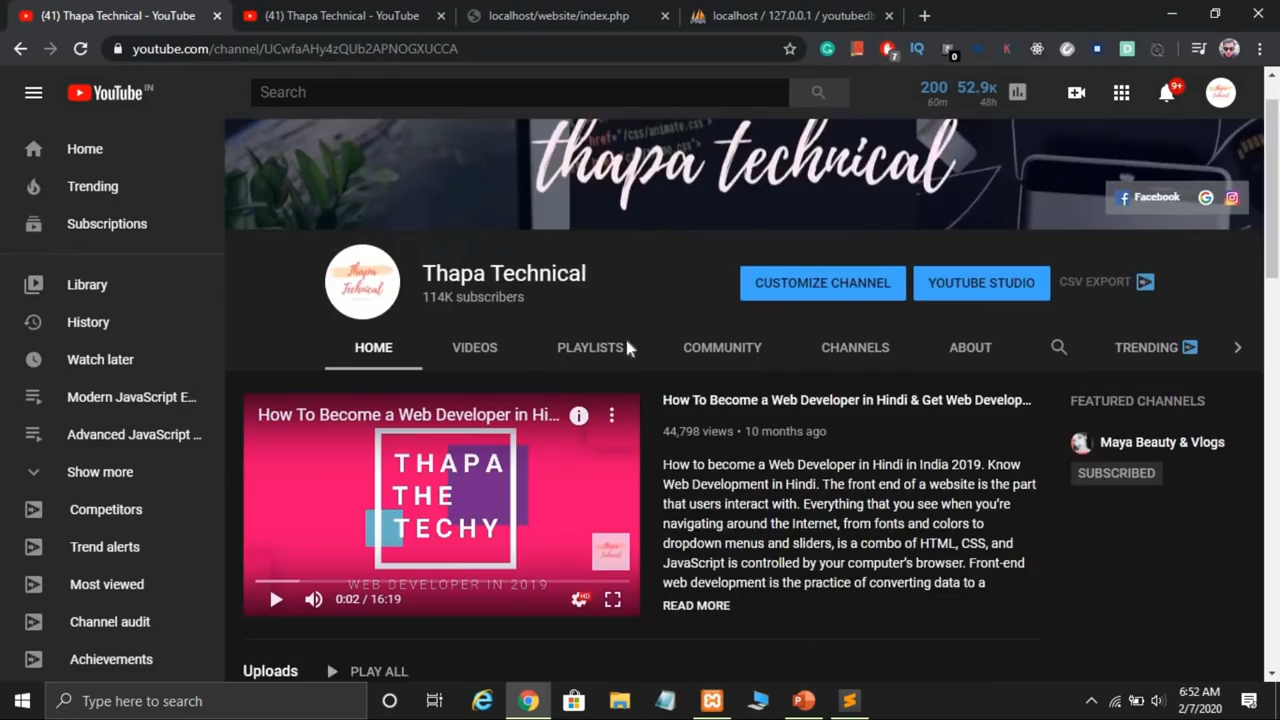 (41) Thapa Technical - YouTube
(41) Thapa Technical - YouTube
localhost/website/index.php
localhost / 127.0.0.1 / youtubedb
youtube.com/channel/UCwfaAHy4zQUb2APNOGXUCCA
IQ
7
0
K
D
YouTube IN
Search
200
60m
52.9K
48h
9+
Home
Trending
Subscriptions
Library
History
Watch later
Modern JavaScript E...
Advanced JavaScript ...
Show more
Competitors
Trend alerts
Most viewed
Channel audit
Achievements
href="/css/animate.css">
thapa technical
Facebook
Thapa Technical
Thapa Technical
114K subscribers
CUSTOMIZE CHANNEL
YOUTUBE STUDIO
CSV EXPORT
HOME
VIDEOS
PLAYLISTS
COMMUNITY
CHANNELS
ABOUT
TRENDING
How To Become a Web Developer in Hi...
THAPA
THE
TECHY
WEB DEVELOPER IN 2019
0:02 / 16:19
HD
How To Become a Web Developer in Hindi & Get Web Develop...
44,798 views • 10 months ago
How to become a Web Developer in Hindi in India 2019. Know
Web Development in Hindi. The front end of a website is the part
that users interact with. Everything that you see when you're
navigating around the Internet, from fonts and colors to
dropdown menus and sliders, is a combo of HTML, CSS, and
JavaScript is controlled by your computer's browser. Front-end
web development is the practice of converting data to a
READ MORE
FEATURED CHANNELS
Maya Beauty & Vlogs
SUBSCRIBED
Uploads
PLAY ALL
Type here to search
6:52 AM
2/7/2020